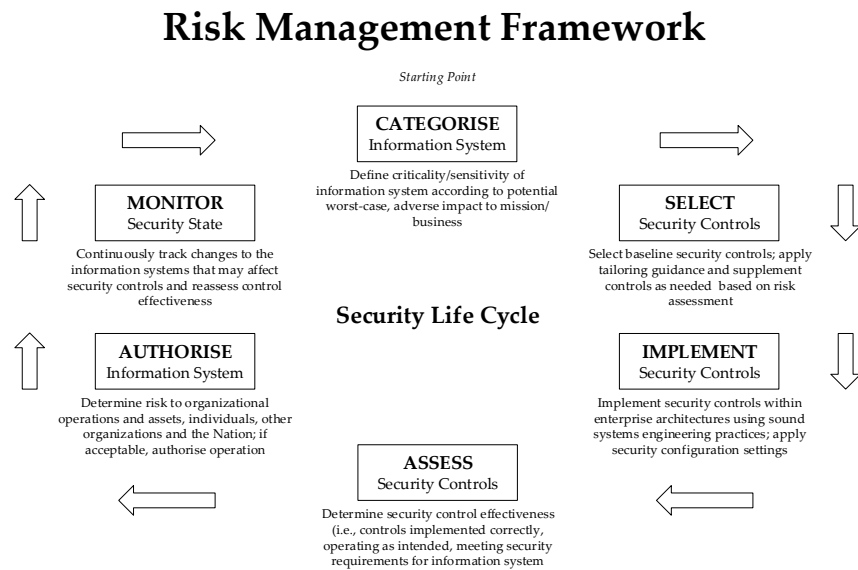 Risk Management Framework
Starting Point
CATEGORISE
Information System
Define criticality/sensitivity of
information system according to potential
worst-case, adverse impact to mission/
business
MONITOR
Security State
Continuously track changes to the
information systems that may affect
security controls and reassess control
effectiveness
SELECT
Security Controls
Select baseline security controls; apply
tailoring guidance and supplement
controls as needed based on risk
assessment
Security Life Cycle
AUTHORISE
Information System
Determine risk to organizational
operations and assets, individuals, other
organizations and the Nation; if
acceptable, authorise operation
IMPLEMENT
Security Controls
Implement security controls within
enterprise architectures using sound
systems engineering practices; apply
security configuration settings
ASSESS
Security Controls
Determine security control effectiveness
(i.e., controls implemented correctly,
operating as intended, meeting security
requirements for information system